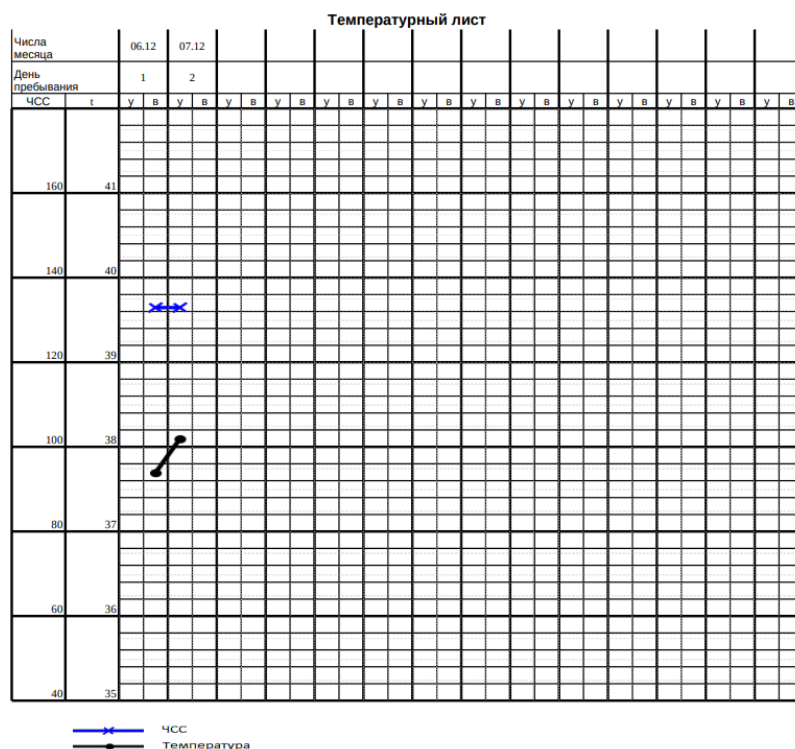 Температурный лист
Числа месяца 06.12 07.12
День пребывания 1 2
ЧСС t у в у в у в у в у в у в у в у в у в у в у в у в у в у в
160 41
140 40
120 39
100 38
80 37
60 36
40 35
ЧСС
Температура